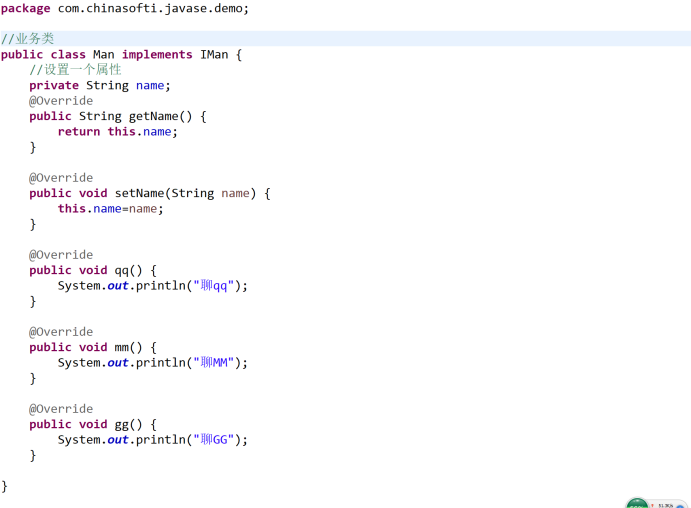 package com.chinasofti.javase.demo;
//业务类
public class Man implements IMan {
//设置一个属性
private String name;
@Override
public String getName() {
return this.name;
}
@Override
public void setName(String name) {
this.name=name;
}
@Override
public void qq() {
System.out.println("聊qq");
}
@Override
public void mm() {
System.out.println("聊MM");
}
@Override
public void gg() {
System.out.println("聊GG");
}
}